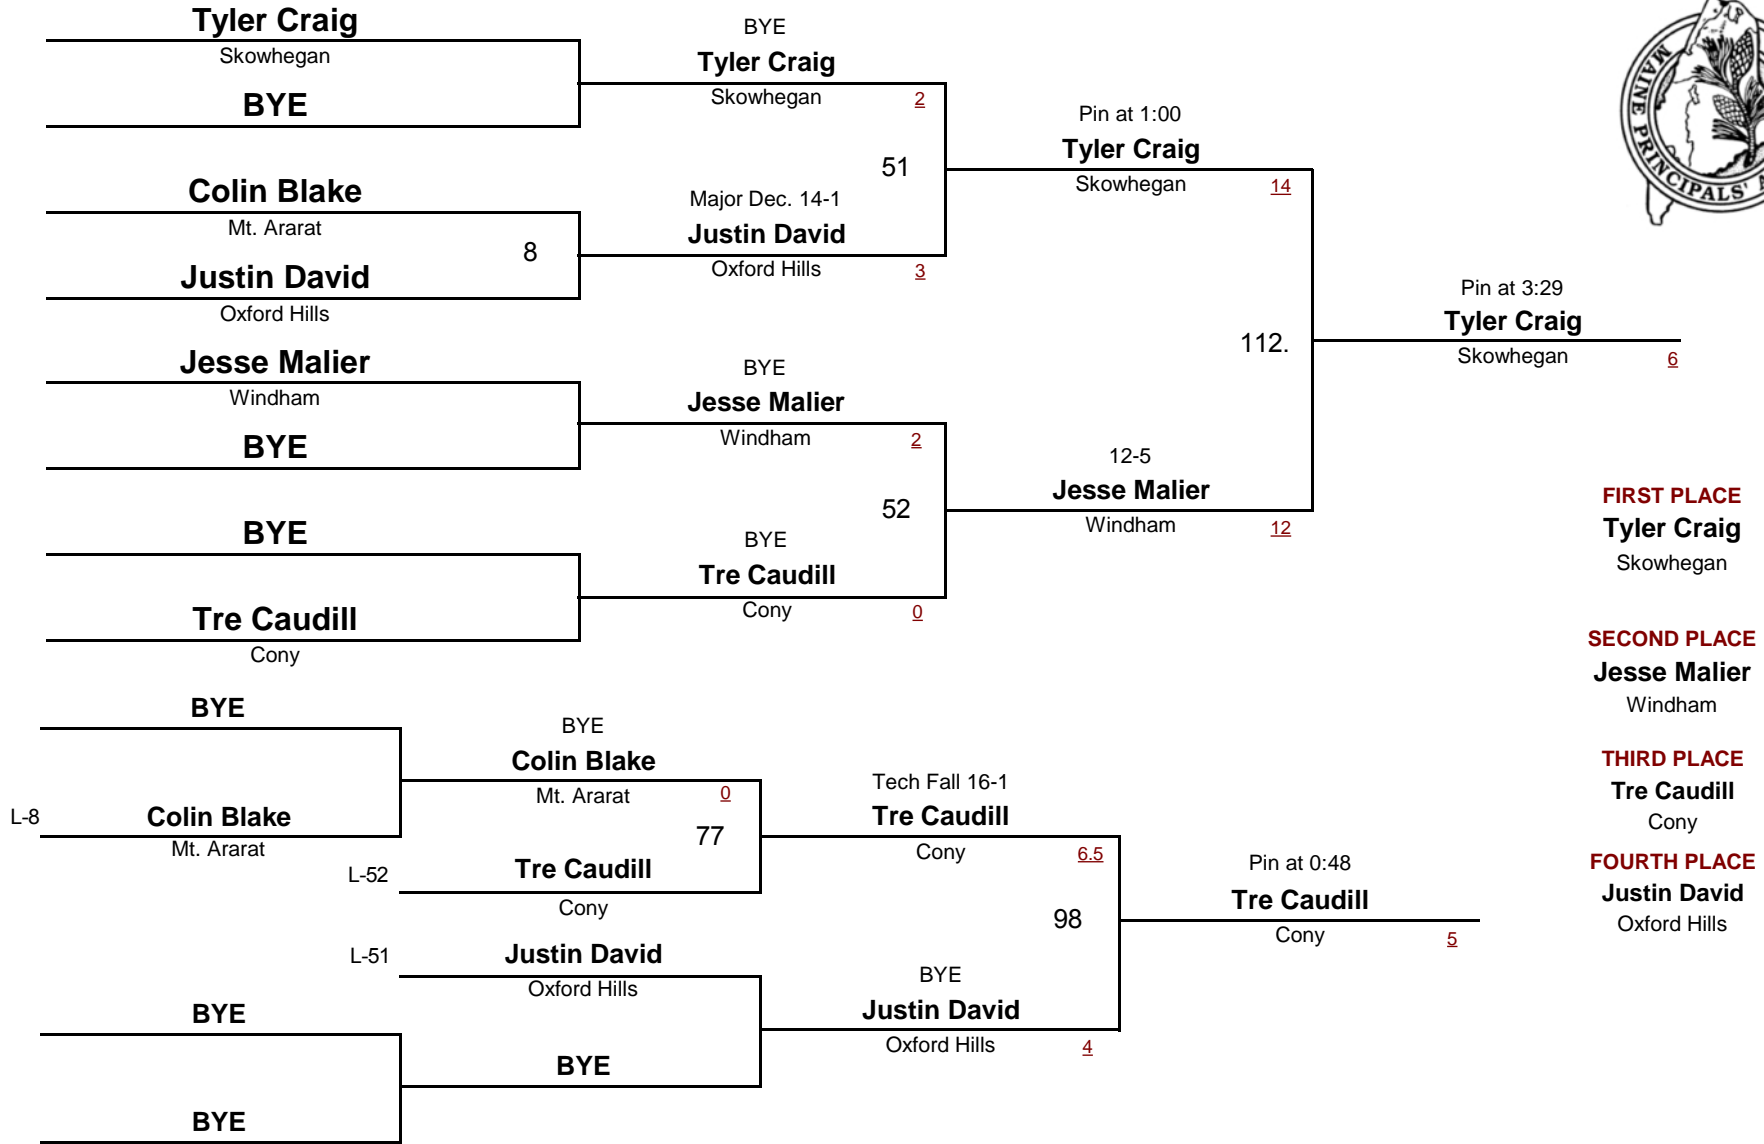 Tyler Craig
Skowhegan
BYE
Colin Blake
Mt. Ararat
8
Justin David
Oxford Hills
Jesse Malier
Windham
BYE
BYE
Tre Caudill
Cony
BYE
Tyler Craig
Skowhegan
2
51
Major Dec. 14-1
Justin David
Oxford Hills
3
BYE
Jesse Malier
Windham
2
52
BYE
Tre Caudill
Cony
0
Pin at 1:00
Tyler Craig
Skowhegan
14
112.
12-5
Jesse Malier
Windham
12
Pin at 3:29
Tyler Craig
Skowhegan
6
MAINE PRINCIPALS'
FIRST PLACE
Tyler Craig
Skowhegan
SECOND PLACE
Jesse Malier
Windham
THIRD PLACE
Tre Caudill
Cony
FOURTH PLACE
Justin David
Oxford Hills
BYE
L-8
Colin Blake
Mt. Ararat
BYE
Colin Blake
Mt. Ararat
0
77
L-52
Tre Caudill
Cony
L-51
Justin David
Oxford Hills
BYE
BYE
BYE
Tech Fall 16-1
Tre Caudill
Cony
6.5
98
BYE
Justin David
Oxford Hills
4
Pin at 0:48
Tre Caudill
Cony
5